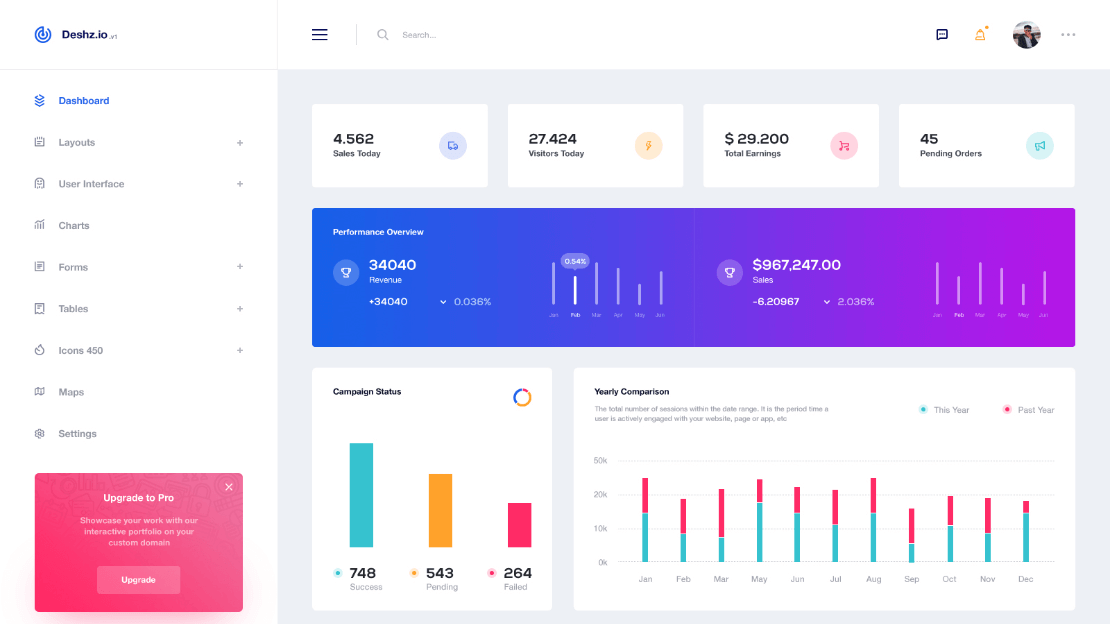 Deshz.io.v1
Search...
Dashboard
Layouts
User Interface
Charts
Forms
Tables
Icons 450
Maps
Settings
Upgrade to Pro
Showcase your work with our
interactive portfolio on your
custom domain
Upgrade
4.562
Sales Today
27.424
Visitors Today
$ 29.200
Total Earnings
45
Pending Orders
Performance Overview
34040
Revenue
+34040 0.036%
0.54%
Jan Feb Mar Apr May Jun
$967,247.00
Sales
-6.20967 2.036%
Jan Feb Mar Apr May Jun
Campaign Status
748
Success
543
Pending
264
Failed
Yearly Comparison
The total number of sessions within the date range. It is the period time a
user is actively engaged with your website, page or app, etc
This Year Past Year
50k
20k
10k
0k
Jan Feb Mar May Jun Jul Aug Sep Oct Nov Dec